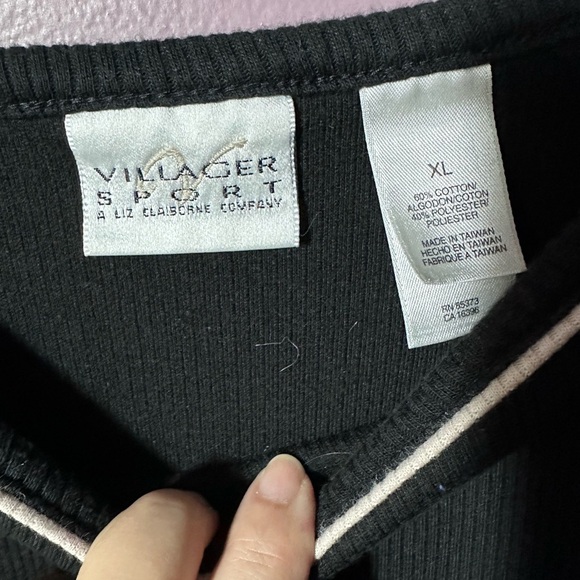 VILLAGER
SPORT
A LIZ CLAIBORNE COMPANY
XL
60% COTTON/
ALGODON/COTON
40% POLYESTER/
POLIESTER
MADE IN TAIWAN
HECHO EN TAIWAN
FABRIQUE A TAIWAN
RN 65373
CA 16396